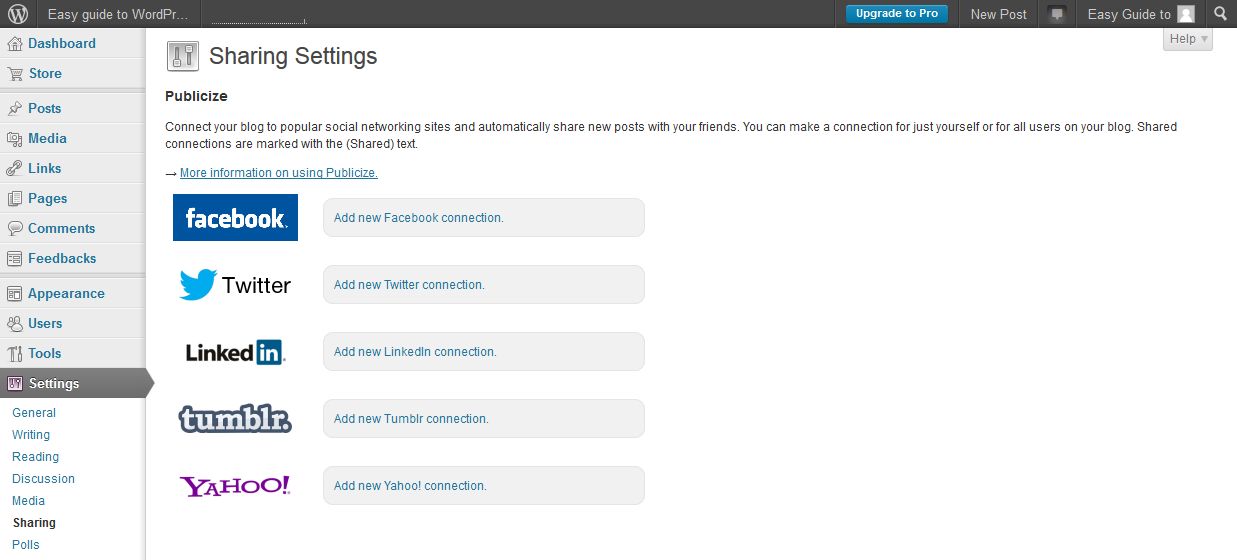 Easy guide to WordPr...
Upgrade to Pro
New Post
Easy Guide to
Help
Dashboard
Store
Posts
Media
Links
Pages
Comments
Feedbacks
Appearance
Users
Tools
Settings
General
Writing
Reading
Discussion
Media
Sharing
Polls
Sharing Settings
Publicize
Connect your blog to popular social networking sites and automatically share new posts with your friends. You can make a connection for just yourself or for all users on your blog. Shared
connections are marked with the (Shared) text.
→ More information on using Publicize.
facebook.
Add new Facebook connection.
Twitter
Add new Twitter connection.
Linked in.
Add new LinkedIn connection.
tumblr.
Add new Tumblr connection.
YAHOO!
Add new Yahoo! connection.